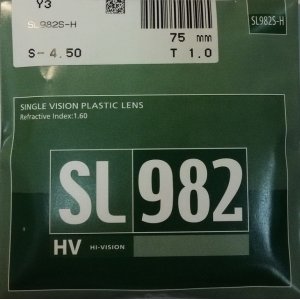 Y3
SL982S-H
75 mm
S- 4.50 T 1.0
SL982S-H
SINGLE VISION PLASTIC LENS
Refractive Index:1.60
SL 982
HV HI-VISION